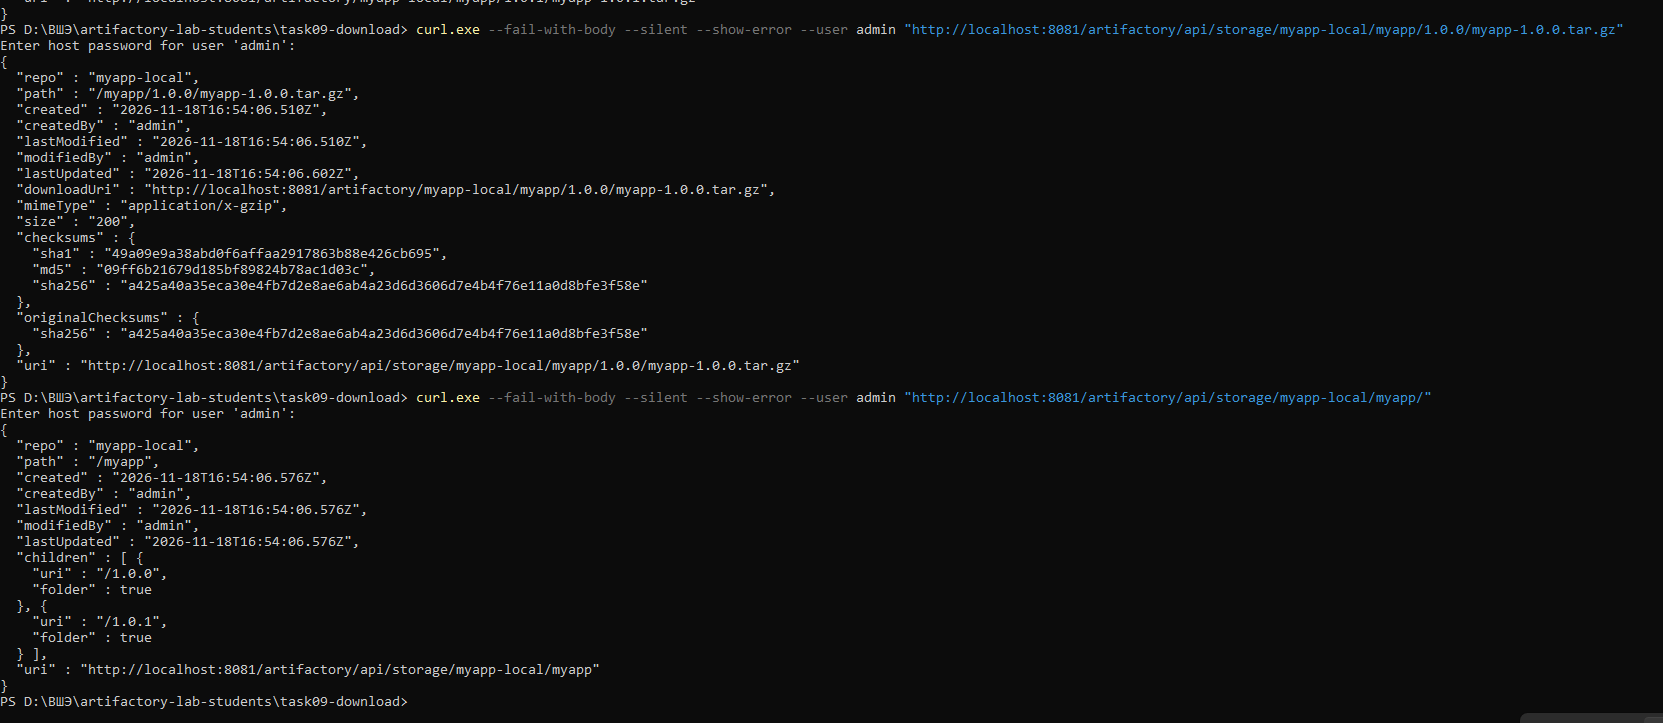 }
PS D:\ВШЭ\artifactory-lab-students\task09-download> curl.exe --fail-with-body --silent --show-error --user admin "http://localhost:8081/artifactory/api/storage/myapp-local/myapp/1.0.0/myapp-1.0.0.tar.gz"
Enter host password for user 'admin':
{
  "repo" : "myapp-local",
  "path" : "/myapp/1.0.0/myapp-1.0.0.tar.gz",
  "created" : "2026-11-18T16:54:06.510Z",
  "createdBy" : "admin",
  "lastModified" : "2026-11-18T16:54:06.510Z",
  "modifiedBy" : "admin",
  "lastUpdated" : "2026-11-18T16:54:06.602Z",
  "downloadUri" : "http://localhost:8081/artifactory/myapp-local/myapp/1.0.0/myapp-1.0.0.tar.gz",
  "mimeType" : "application/x-gzip",
  "size" : "200",
  "checksums" : {
    "sha1" : "49a09e9a38abd0f6affaa2917863b88e426cb695",
    "md5" : "09ff6b21679d185bf89824b78ac1d03c",
    "sha256" : "a425a40a35eca30e4fb7d2e8ae6ab4a23d6d3606d7e4b4f76e11a0d8bfe3f58e"
  },
  "originalChecksums" : {
    "sha256" : "a425a40a35eca30e4fb7d2e8ae6ab4a23d6d3606d7e4b4f76e11a0d8bfe3f58e"
  },
  "uri" : "http://localhost:8081/artifactory/api/storage/myapp-local/myapp/1.0.0/myapp-1.0.0.tar.gz"
}
PS D:\ВШЭ\artifactory-lab-students\task09-download> curl.exe --fail-with-body --silent --show-error --user admin "http://localhost:8081/artifactory/api/storage/myapp-local/myapp/"
Enter host password for user 'admin':
{
  "repo" : "myapp-local",
  "path" : "/myapp",
  "created" : "2026-11-18T16:54:06.576Z",
  "createdBy" : "admin",
  "lastModified" : "2026-11-18T16:54:06.576Z",
  "modifiedBy" : "admin",
  "lastUpdated" : "2026-11-18T16:54:06.576Z",
  "children" : [ {
    "uri" : "/1.0.0",
    "folder" : true
  }, {
    "uri" : "/1.0.1",
    "folder" : true
  } ],
  "uri" : "http://localhost:8081/artifactory/api/storage/myapp-local/myapp"
}
PS D:\ВШЭ\artifactory-lab-students\task09-download>